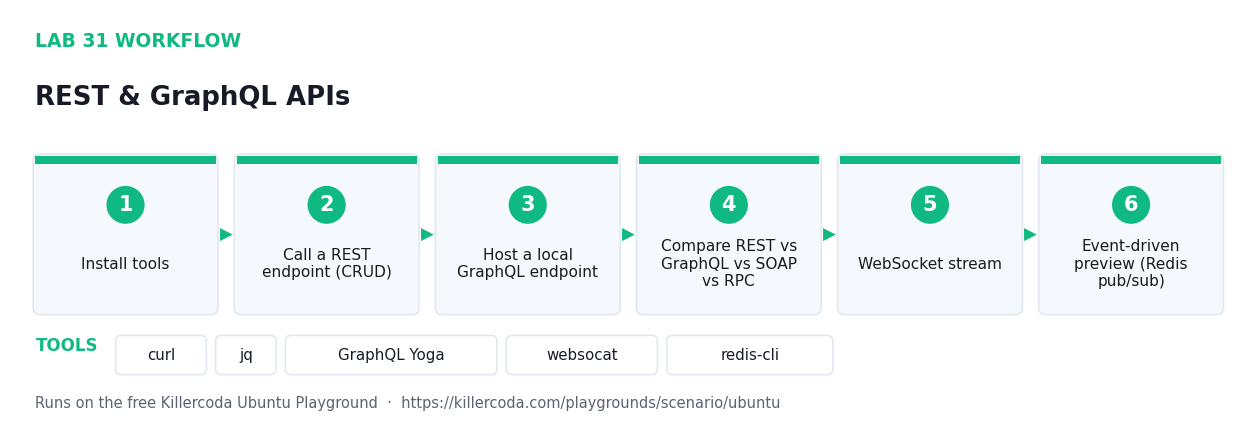 LAB 31 WORKFLOW
REST & GraphQL APIs
1
Install tools
2
Call a REST
endpoint (CRUD)
3
Host a local
GraphQL endpoint
4
Compare REST vs
GraphQL vs SOAP
vs RPC
5
WebSocket stream
6
Event-driven
preview (Redis
pub/sub)
TOOLS
curl
jq
GraphQL Yoga
websocat
redis-cli
Runs on the free Killercoda Ubuntu Playground · https://killercoda.com/playgrounds/scenario/ubuntu